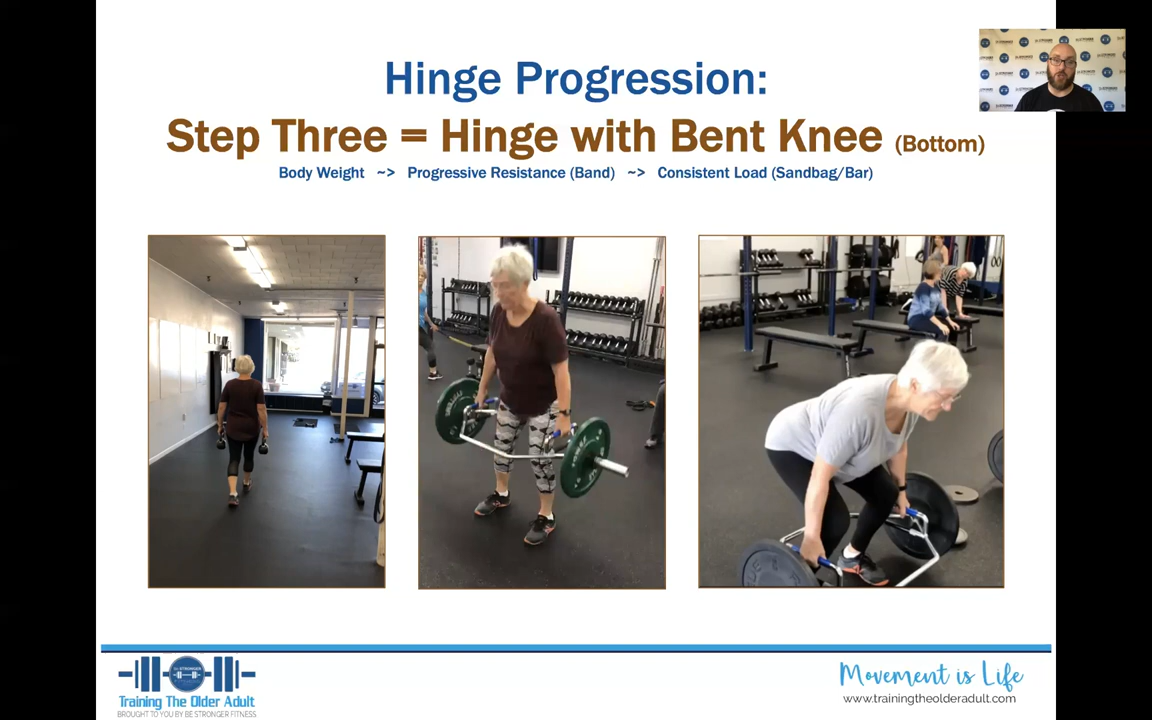 Hinge Progression:
Step Three = Hinge with Bent Knee (Bottom)
Body Weight ~> Progressive Resistance (Band) ~> Consistent Load (Sandbag/Bar)
Training The Older Adult
BROUGHT TO YOU BY BE STRONGER FITNESS
Movement is Life
www.trainingtheolderadult.com